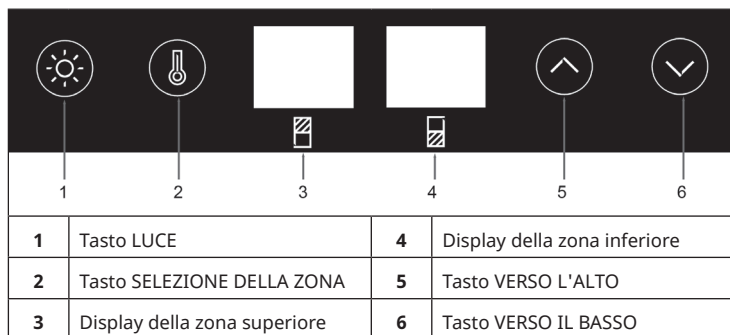 1 2 3 4 5 6
1 Tasto LUCE 4 Display della zona inferiore
2 Tasto SELEZIONE DELLA ZONA 5 Tasto VERSO L'ALTO
3 Display della zona superiore 6 Tasto VERSO IL BASSO